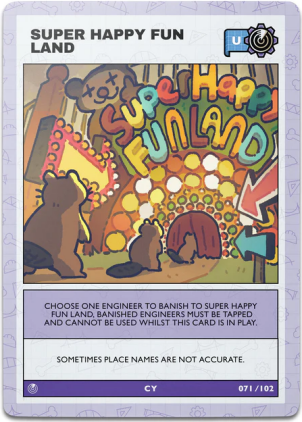 SUPER HAPPY FUN
LAND
U
Super Happy
FUNLAND
CHOOSE ONE ENGINEER TO BANISH TO SUPER HAPPY
FUN LAND, BANISHED ENGINEERS MUST BE TAPPED
AND CANNOT BE USED WHILST THIS CARD IS IN PLAY.
SOMETIMES PLACE NAMES ARE NOT ACCURATE.
CY
071 /102